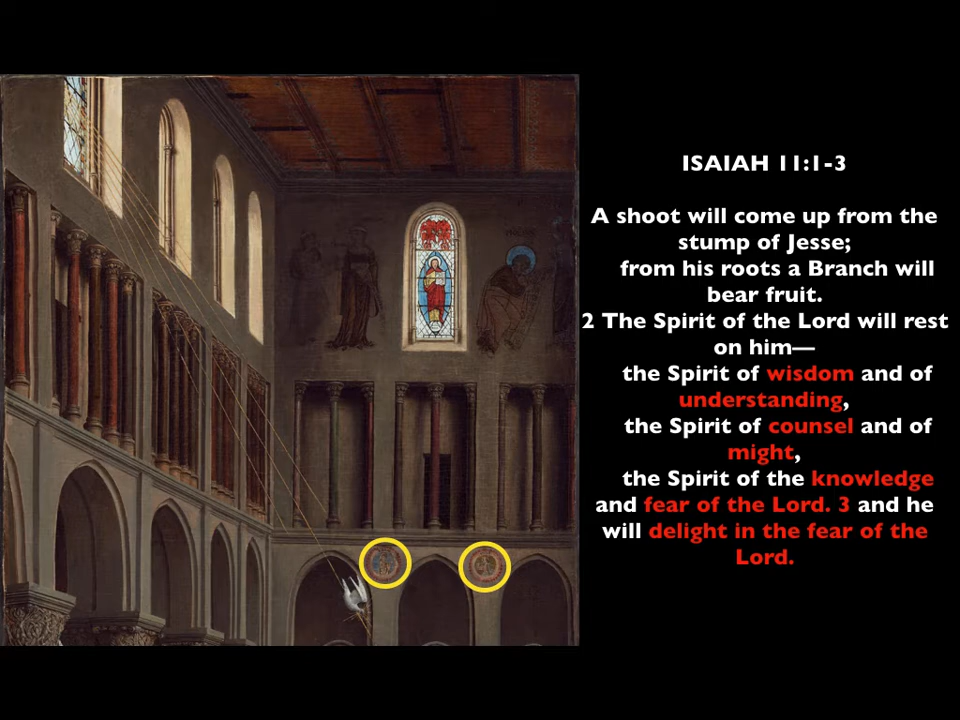 ISAIAH 11:1-3
A shoot will come up from the
stump of Jesse;
from his roots a Branch will
bear fruit.
2 The Spirit of the Lord will rest
on him—
the Spirit of wisdom and of
understanding,
the Spirit of counsel and of
might,
the Spirit of the knowledge
and fear of the Lord. 3 and he
will delight in the fear of the
Lord.